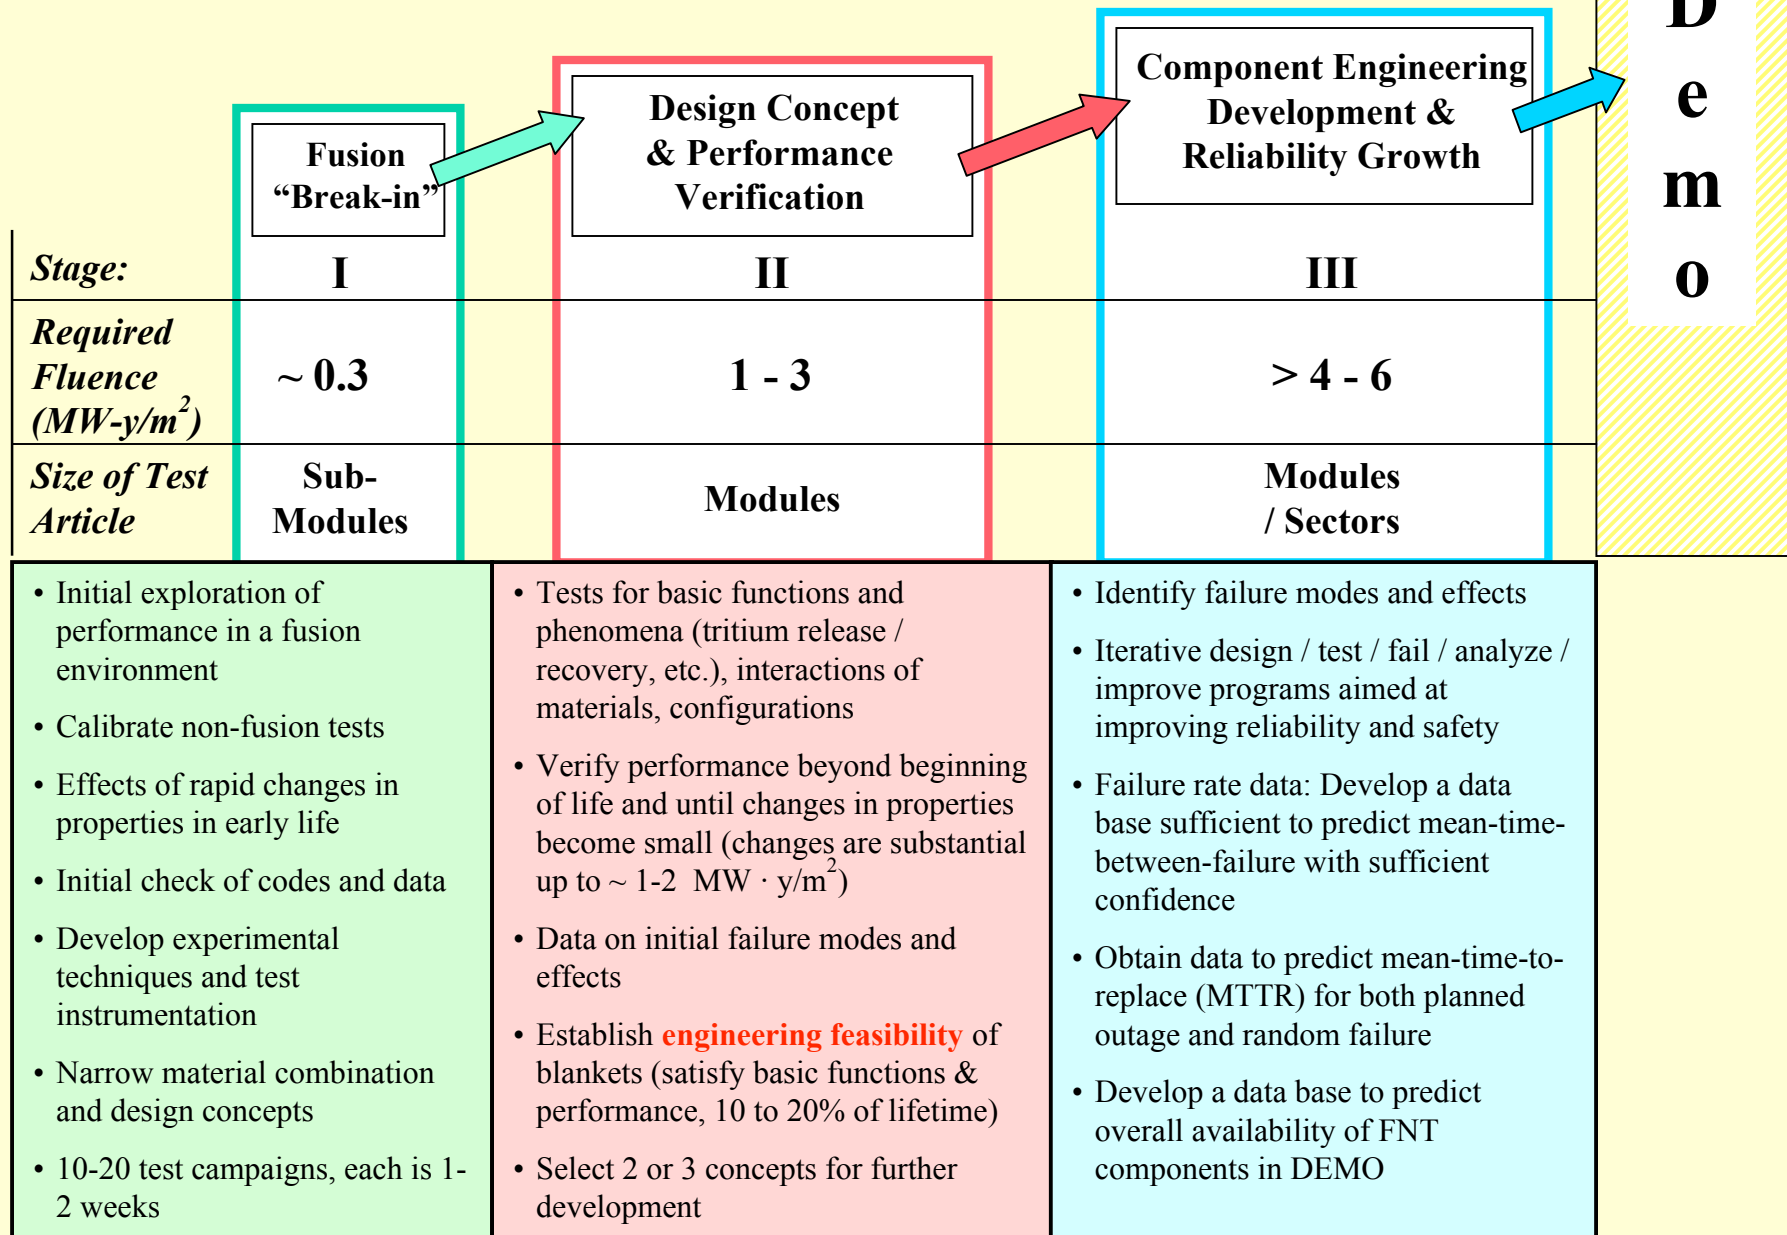 Fusion
“Break-in”
Design Concept
& Performance
Verification
Component Engineering
Development &
Reliability Growth
D
e
m
o
Stage:
I
II
III
Required
Fluence
(MW-y/m²)
~ 0.3
1 - 3
> 4 - 6
Size of Test
Article
Sub-
Modules
Modules
Modules
/ Sectors
• Initial exploration of
performance in a fusion
environment
• Calibrate non-fusion tests
• Effects of rapid changes in
properties in early life
• Initial check of codes and data
• Develop experimental
techniques and test
instrumentation
• Narrow material combination
and design concepts
• 10-20 test campaigns, each is 1-
2 weeks
• Tests for basic functions and
phenomena (tritium release /
recovery, etc.), interactions of
materials, configurations
• Verify performance beyond beginning
of life and until changes in properties
become small (changes are substantial
up to ~ 1-2 MW · y/m²)
• Data on initial failure modes and
effects
• Establish engineering feasibility of
blankets (satisfy basic functions &
performance, 10 to 20% of lifetime)
• Select 2 or 3 concepts for further
development
• Identify failure modes and effects
• Iterative design / test / fail / analyze /
improve programs aimed at
improving reliability and safety
• Failure rate data: Develop a data
base sufficient to predict mean-time-
between-failure with sufficient
confidence
• Obtain data to predict mean-time-to-
replace (MTTR) for both planned
outage and random failure
• Develop a data base to predict
overall availability of FNT
components in DEMO